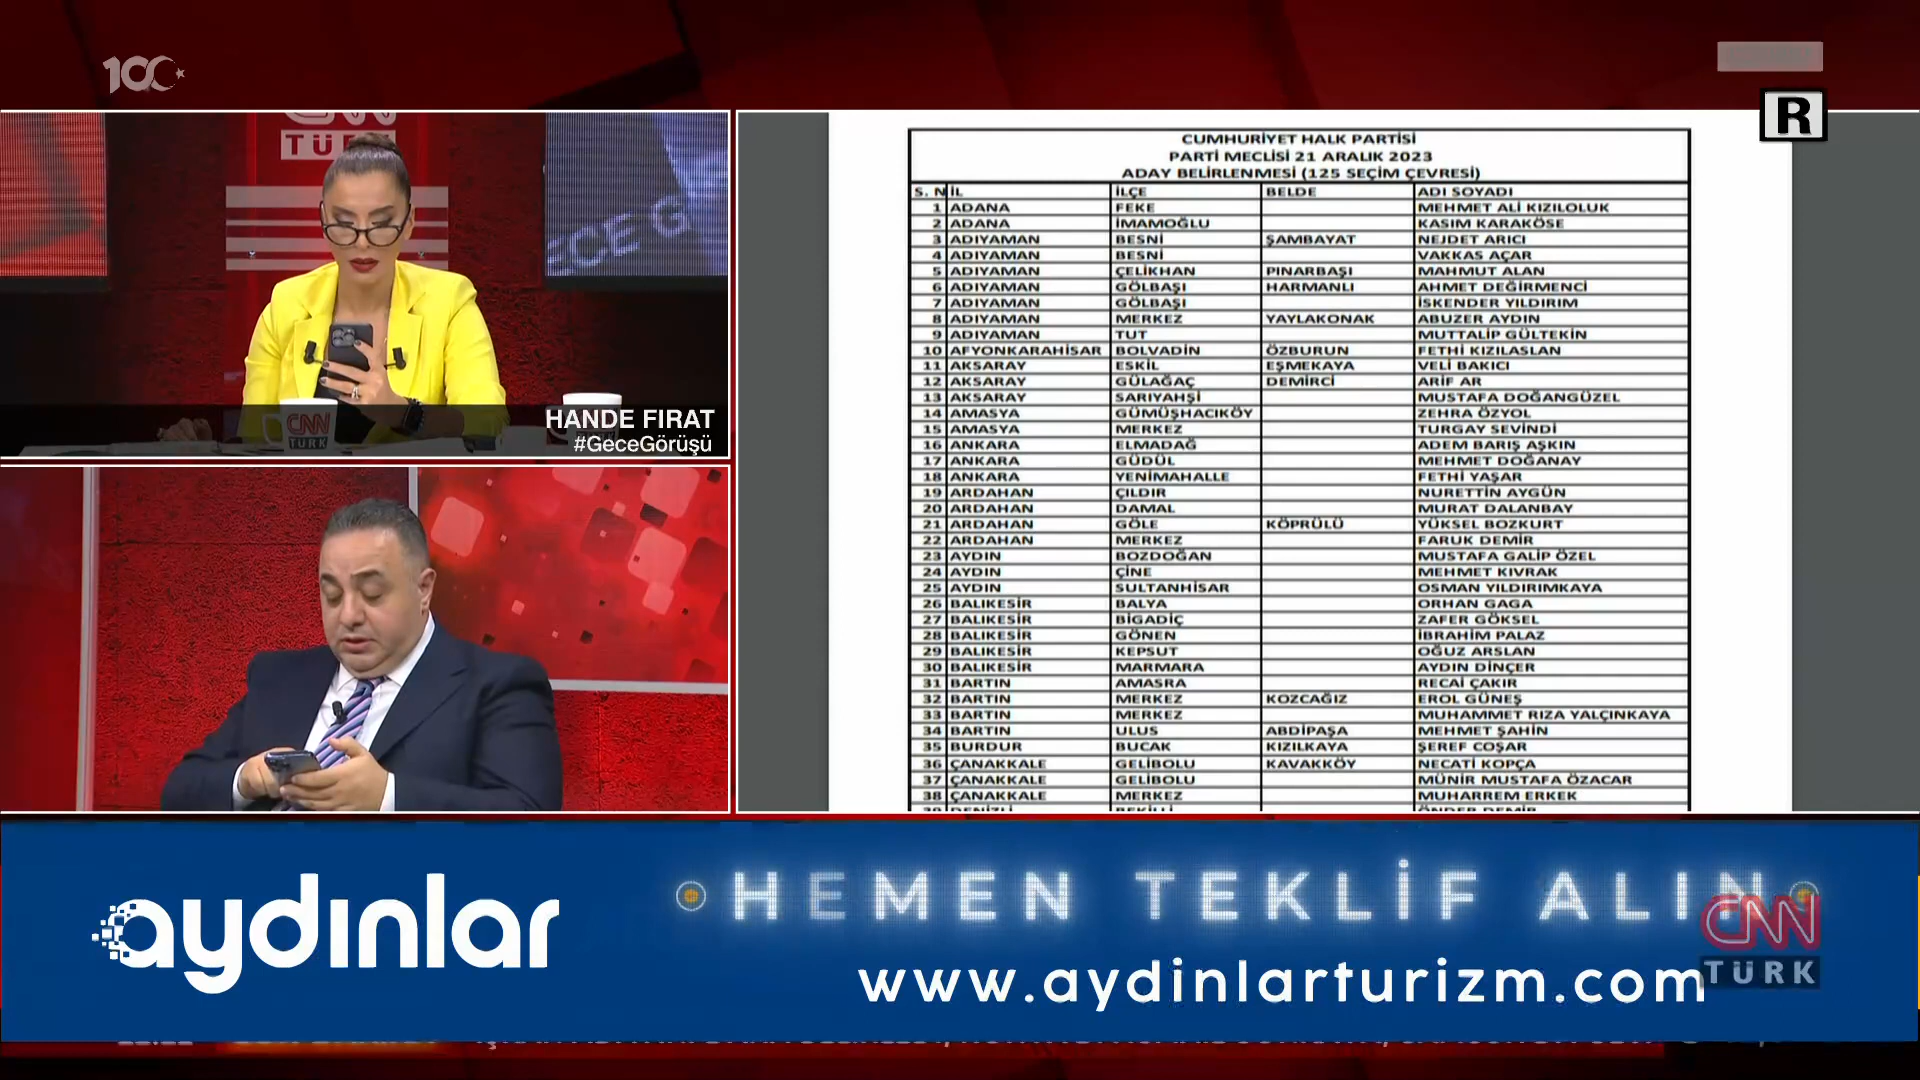 100
R
CNN
TÜRK
GECE G
CNN
TÜRK
HANDE FIRAT
#GeceGörüşü
CUMHURİYET HALK PARTİSİ
PARTİ MECLİSİ 21 ARALIK 2023
ADAY BELİRLENMESİ (125 SEÇİM ÇEVRESİ)
S. N İL İLÇE BELDE ADI SOYADI
1 ADANA FEKE MEHMET ALİ KIZILOLUK
2 ADANA İMAMOĞLU KASIM KARAKÖSE
3 ADIYAMAN BESNİ ŞAMBAYAT NEJDET ARICI
4 ADIYAMAN BESNİ VAKKAS AÇAR
5 ADIYAMAN ÇELİKHAN PINARBAŞI MAHMUT ALAN
6 ADIYAMAN GÖLBAŞI HARMANLI AHMET DEĞİRMENCİ
7 ADIYAMAN GÖLBAŞI İSKENDER YILDIRIM
8 ADIYAMAN MERKEZ YAYLAKONAK ABUZER AYDIN
9 ADIYAMAN TUT MUTTALİP GÜLTEKİN
10 AFYONKARAHİSAR BOLVADİN ÖZBURUN FETHİ KIZILASLAN
11 AKSARAY ESKİL EŞMEKAYA VELİ BAKICI
12 AKSARAY GÜLAĞAÇ DEMİRCİ ARİF AR
13 AKSARAY SARIYAHŞİ MUSTAFA DOĞANGÜZEL
14 AMASYA GÜMÜŞHACIKÖY ZEHRA ÖZYOL
15 AMASYA MERKEZ TURGAY SEVİNDİ
16 ANKARA ELMADAĞ ADEM BARIŞ AŞKIN
17 ANKARA GÜDÜL MEHMET DOĞANAY
18 ANKARA YENİMAHALLE FETHİ YAŞAR
19 ARDAHAN ÇILDIR NURETTİN AYGÜN
20 ARDAHAN DAMAL MURAT DALANBAY
21 ARDAHAN GÖLE KÖPRÜLÜ YÜKSEL BOZKURT
22 ARDAHAN MERKEZ FARUK DEMİR
23 AYDIN BOZDOĞAN MUSTAFA GALİP ÖZEL
24 AYDIN ÇİNE MEHMET KIVRAK
25 AYDIN SULTANHİSAR OSMAN YILDIRIMKAYA
26 BALIKESİR BALYA ORHAN GAGA
27 BALIKESİR BİGADİÇ ZAFER GÖKSEL
28 BALIKESİR GÖNEN İBRAHİM PALAZ
29 BALIKESİR KEPSUT OĞUZ ARSLAN
30 BALIKESİR MARMARA AYDIN DİNÇER
31 BARTIN AMASRA RECAİ ÇAKIR
32 BARTIN MERKEZ KOZCAĞIZ EROL GÜNEŞ
33 BARTIN MERKEZ MUHAMMET RIZA YALÇINKAYA
34 BARTIN ULUS ABDİPAŞA MEHMET ŞAHİN
35 BURDUR BUCAK KIZILKAYA ŞEREF COŞAR
36 ÇANAKKALE GELİBOLU KAVAKKÖY NECATİ KOPÇA
37 ÇANAKKALE GELİBOLU MÜNİR MUSTAFA ÖZACAR
38 ÇANAKKALE MERKEZ MUHARREM ERKEK
39 DENİZLİ BEKİLLİ ÖNDER DEMİR
aydınlar
HEMEN TEKLİF ALIN
www.aydinlarturizm.com
CNN
TÜRK